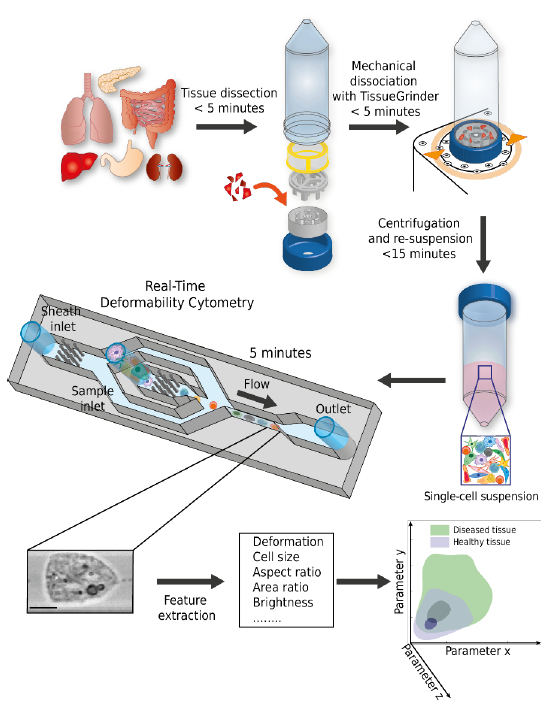 Tissue dissection
< 5 minutes
Mechanical
dissociation
with TissueGrinder
< 5 minutes
Centrifugation
and re-suspension
<15 minutes
Real-Time
Deformability Cytometry
Sheath
inlet
5 minutes
Flow
Sample
inlet
Outlet
Single-cell suspension
Feature
extraction
Deformation
Cell size
Aspect ratio
Area ratio
Brightness
........
Diseased tissue
Healthy tissue
Parameter y
Parameter x
Parameter z